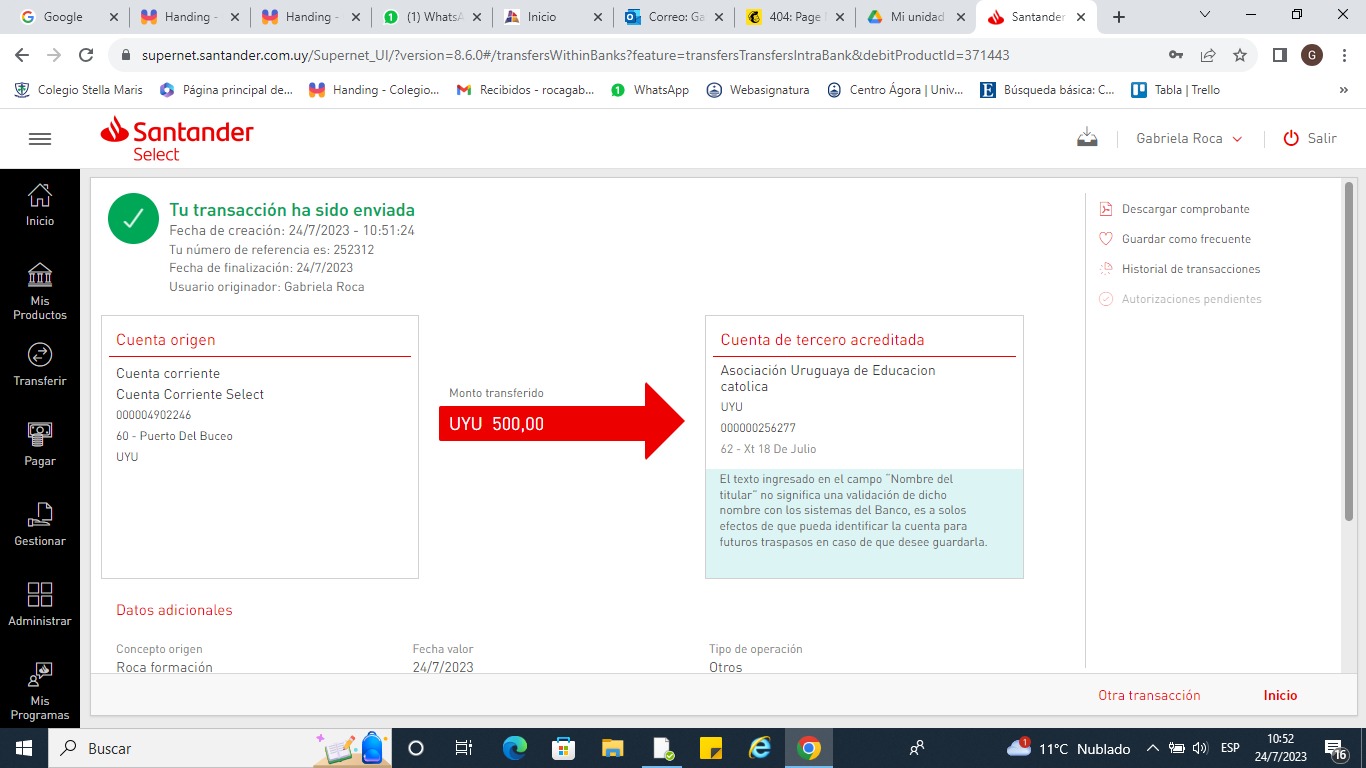 Google
Handing -
Handing -
(1) WhatsA
Inicio
Correo: Ga
404: Page
Mi unidad
Santander
supernet.santander.com.uy/Supernet_UI/?version=8.6.0#/transfersWithinBanks?feature=transfersTransfersIntraBank&debitProductId=371443
G
Colegio Stella Maris
Página principal de...
Handing - Colegio...
Recibidos - rocagab...
WhatsApp
Webasignatura
Centro Ágora | Univ...
Búsqueda básica: C...
Tabla | Trello
»
Santander
Select
Gabriela Roca
Salir
Inicio
Mis
Productos
Transferir
Pagar
Gestionar
Administrar
Mis
Programas
Tu transacción ha sido enviada
Fecha de creación: 24/7/2023 - 10:51:24
Tu número de referencia es: 252312
Fecha de finalización: 24/7/2023
Usuario originador: Gabriela Roca
Descargar comprobante
Guardar como frecuente
Historial de transacciones
Autorizaciones pendientes
Cuenta origen
Cuenta corriente
Cuenta Corriente Select
000004902246
60 - Puerto Del Buceo
UYU
Monto transferido
UYU 500,00
Cuenta de tercero acreditada
Asociación Uruguaya de Educacion
catolica
UYU
000000256277
62 - Xt 18 De Julio
El texto ingresado en el campo "Nombre del
titular" no significa una validación de dicho
nombre con los sistemas del Banco, es a solos
efectos de que pueda identificar la cuenta para
futuros traspasos en caso de que desee guardarla.
Datos adicionales
Concepto origen
Roca formación
Fecha valor
24/7/2023
Tipo de operación
Otros
Otra transacción
Inicio
Buscar
1
11°C Nublado
ESP
10:52
24/7/2023
16